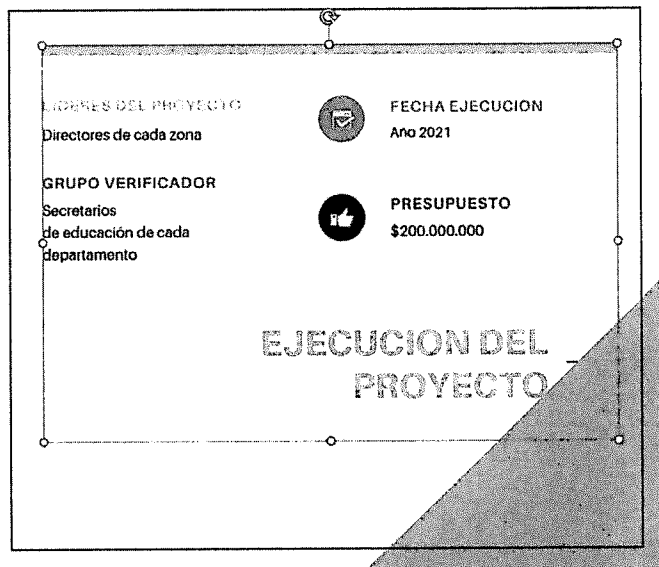 LIDERES DEL PROYECTO
Directores de cada zona
GRUPO VERIFICADOR
Secretarios
de educación de cada
departamento
FECHA EJECUCION
Ano 2021
PRESUPUESTO
$200.000.000
EJECUCION DEL
PROYECTO